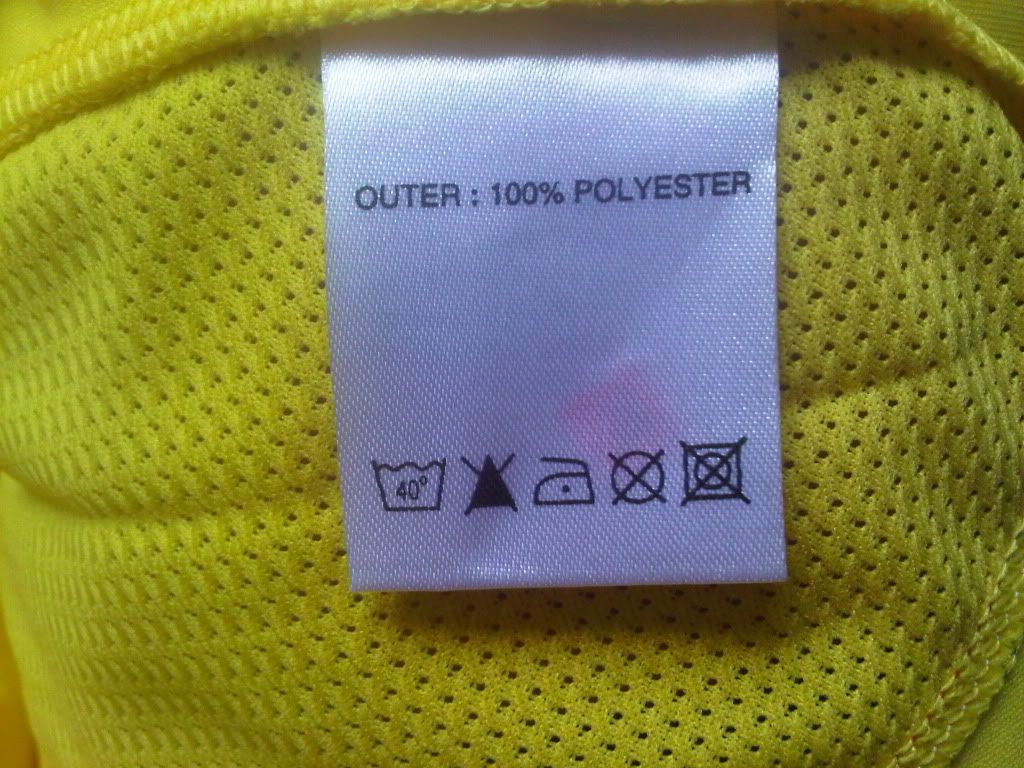 OUTER : 100% POLYESTER
40°